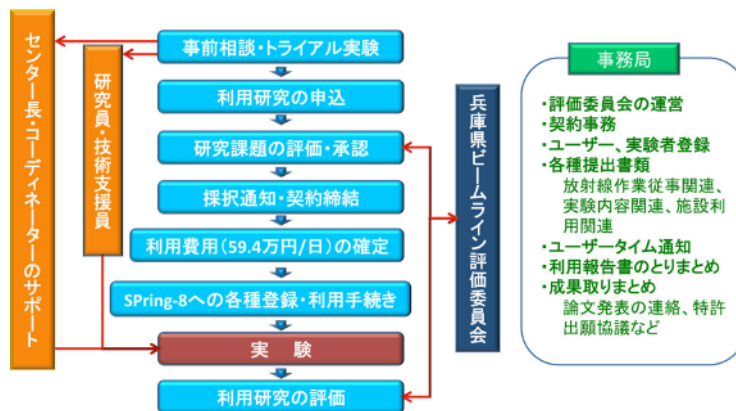 センター長・コーディネーターのサポート
研究員・技術支援員
事前相談・トライアル実験
利用研究の申込
研究課題の評価・承認
採択通知・契約締結
利用費用(59.4万円/日)の確定
SPring-8への各種登録・利用手続き
実 験
利用研究の評価
兵庫県ビームライン評価委員会
事務局
・評価委員会の運営
・契約事務
・ユーザー、実験者登録
・各種提出書類
放射線作業従事関連、
実験内容関連、施設利
用関連
・ユーザータイム通知
・利用報告書のとりまとめ
・成果取りまとめ
論文発表の連絡、特許
出願協議など